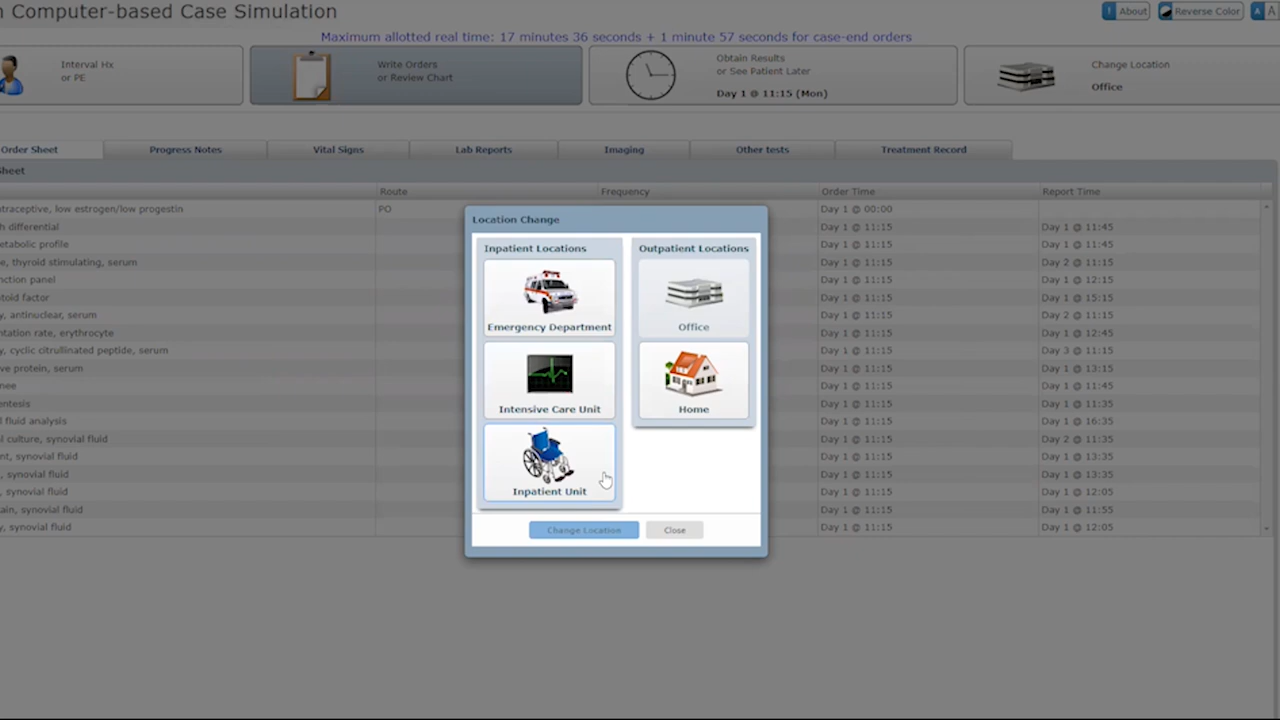 n Computer-based Case Simulation
! About
Reverse Color
A A
Maximum allotted real time: 17 minutes 36 seconds + 1 minute 57 seconds for case-end orders
Interval Hx
or PE
Write Orders
or Review Chart
Obtain Results
or See Patient Later
Day 1 @ 11:15 (Mon)
Change Location
Office
Order Sheet Progress Notes Vital Signs Lab Reports Imaging Other tests Treatment Record
Sheet
Route Frequency Order Time Report Time
ntraceptive, low estrogen/low progestin PO Day 1 @ 00:00
h differential Day 1 @ 11:15 Day 1 @ 11:45
etabolic profile Day 1 @ 11:15 Day 1 @ 11:45
e, thyroid stimulating, serum Day 1 @ 11:15 Day 2 @ 11:15
nction panel Day 1 @ 11:15 Day 1 @ 12:15
atoid factor Day 1 @ 11:15 Day 1 @ 15:15
y, antinuclear, serum Day 1 @ 11:15 Day 2 @ 11:15
entation rate, erythrocyte Day 1 @ 11:15 Day 1 @ 12:45
y, cyclic citrullinated peptide, serum Day 1 @ 11:15 Day 3 @ 11:15
ive protein, serum Day 1 @ 11:15 Day 1 @ 13:15
nee Day 1 @ 11:15 Day 1 @ 11:45
entesis Day 1 @ 11:15 Day 1 @ 11:35
l fluid analysis Day 1 @ 11:15 Day 1 @ 16:35
al culture, synovial fluid Day 1 @ 11:15 Day 2 @ 11:35
nt, synovial fluid Day 1 @ 11:15 Day 1 @ 13:35
, synovial fluid Day 1 @ 11:15 Day 1 @ 13:35
, synovial fluid Day 1 @ 11:15 Day 1 @ 12:05
ain, synovial fluid Day 1 @ 11:15 Day 1 @ 11:55
y, synovial fluid Day 1 @ 11:15 Day 1 @ 12:05
Location Change
Inpatient Locations
Emergency Department
Intensive Care Unit
Inpatient Unit
Outpatient Locations
Office
Home
Change Location
Close